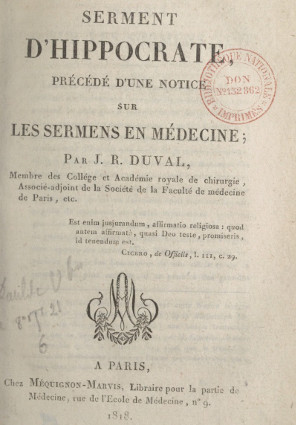 SERMENT
D'HIPPOCRATE,
PRÉCÉDÉ D'UNE NOTICE
SUR
LES SERMENS EN MÉDECINE;
PAR J. R. DUVAL,
Membre des Collége et Académie royale de chirurgie,
Associé-adjoint de la Société de la Faculté de médecine
de Paris, etc.
Est enim jusjurandum, affirmatio religiosa: quod
autem affirmatè, quasi Deo teste, promiseris,
id tenendum est.
CICERO, de Officiis, l. III, c. 29.
A PARIS,
Chez MÉQUIGNON-MARVIS, Libraire pour la partie de
Médecine, rue de l'Ecole de Médecine, n° 9.
1818.
DON